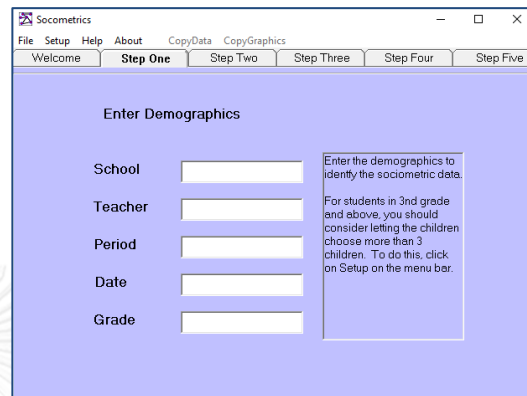 Socometrics
File Setup Help About CopyData CopyGraphics
Welcome Step One Step Two Step Three Step Four Step Five
Enter Demographics
School
Teacher
Period
Date
Grade
Enter the demographics to
identfy the sociometric data.
For students in 3nd grade
and above, you should
consider letting the children
choose more than 3
children. To do this, click
on Setup on the menu bar.